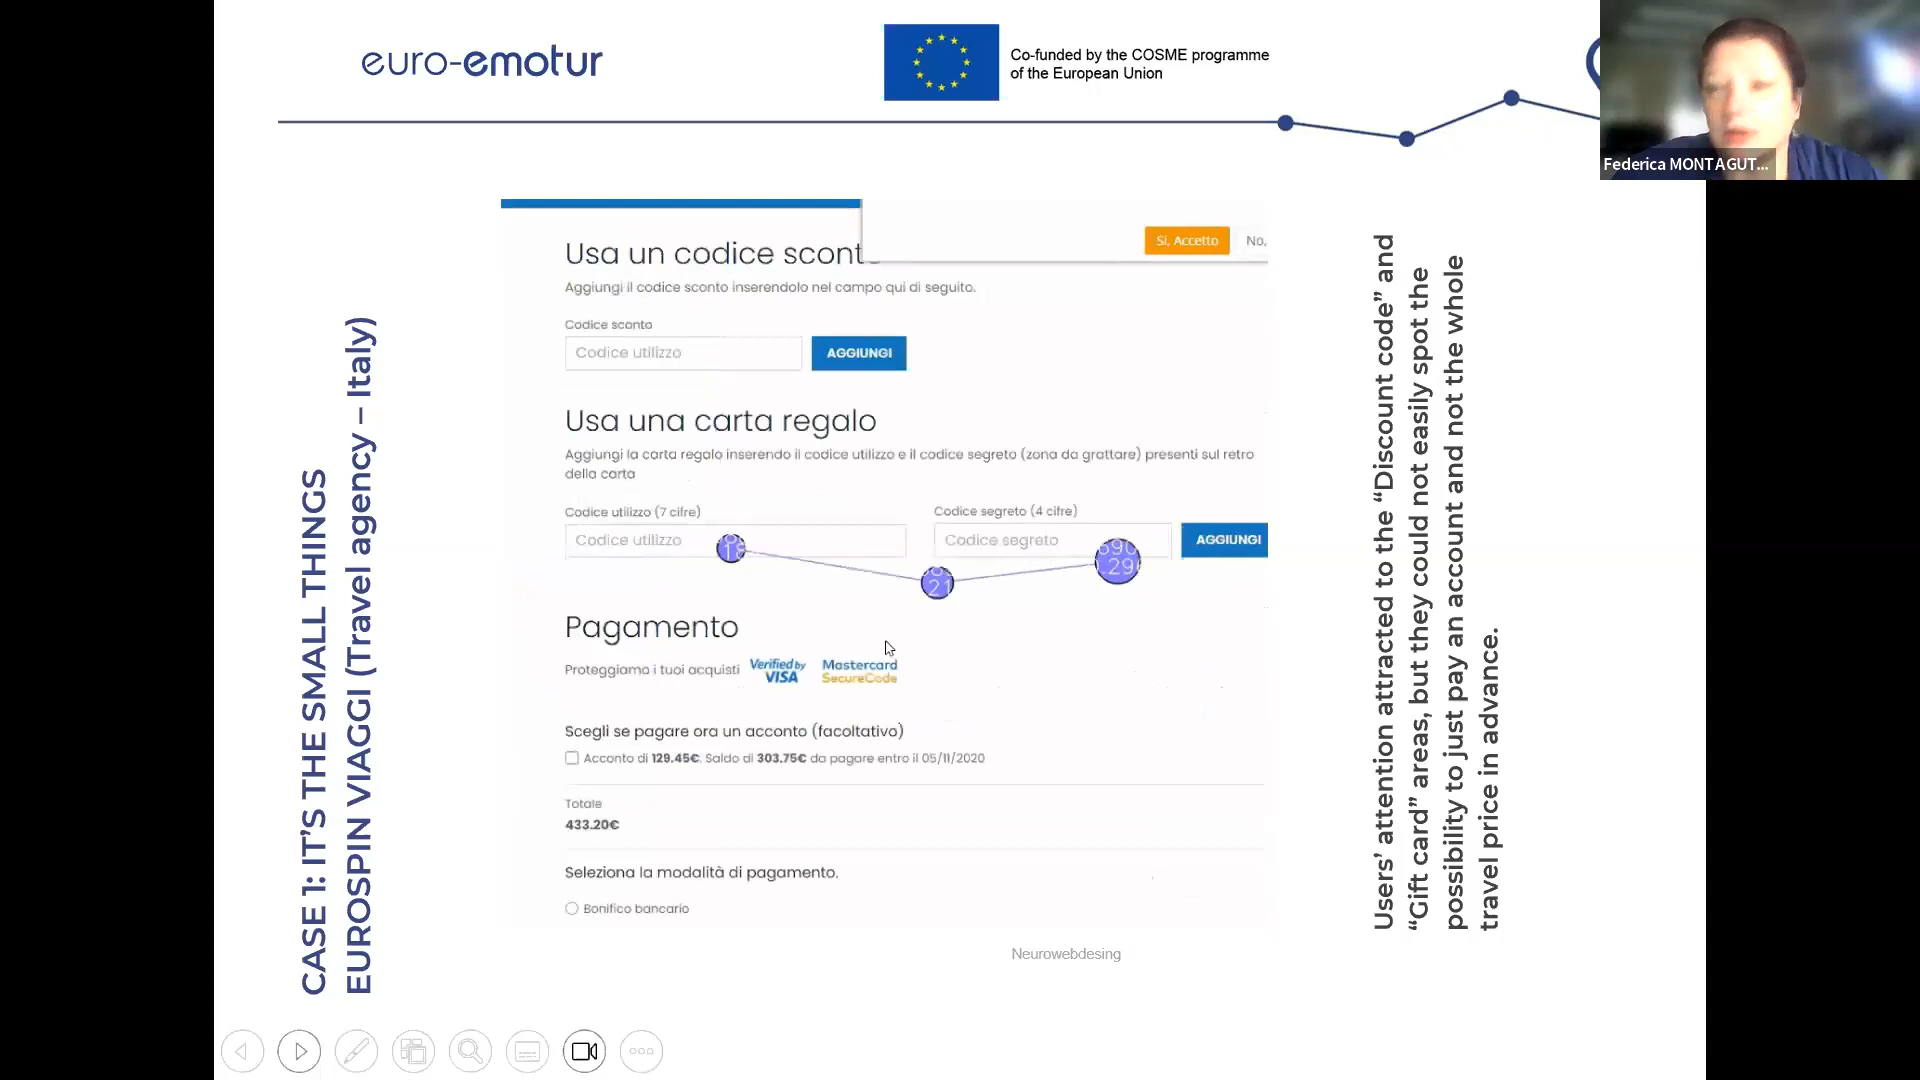 euro-emotur
Co-funded by the COSME programme
of the European Union
Federica MONTAGUT...
CASE 1: IT'S THE SMALL THINGS
EUROSPIN VIAGGI (Travel agency – Italy)
Usa un codice sconto
Si, Accetto
No,
Aggiungi il codice sconto inserendolo nel campo qui di seguito.
Codice sconto
Codice utilizzo
AGGIUNGI
Usa una carta regalo
Aggiungi la carta regalo inserendo il codice utilizzo e il codice segreto (zona da grattare) presenti sul retro
della carta
Codice utilizzo (7 cifre)
Codice segreto (4 cifre)
Codice utilizzo
Codice segreto
AGGIUNGI
Pagamento
Proteggiamo i tuoi acquisti
Verified by
VISA
Mastercard
SecureCode
Scegli se pagare ora un acconto (facoltativo)
Acconto di 129.45€. Saldo di 303.75€ da pagare entro il 05/11/2020
Totale
433.20€
Seleziona la modalità di pagamento.
Bonifico bancario
Neurowebdesing
Users' attention attracted to the “Discount code” and
“Gift card” areas, but they could not easily spot the
possibility to just pay an account and not the whole
travel price in advance.